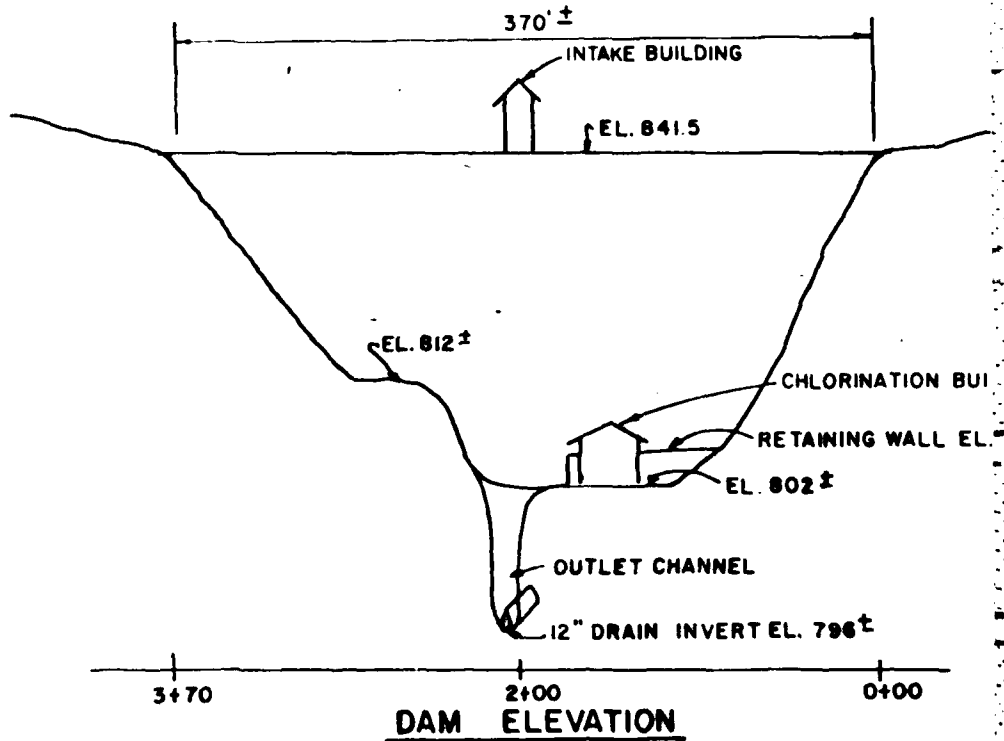 370' ±
INTAKE BUILDING
EL. 841.5
EL. 812 ±
CHLORINATION BUI
RETAINING WALL EL.
EL. 802 ±
OUTLET CHANNEL
12" DRAIN INVERT EL. 796 ±
3+70
2+00
0+00
DAM ELEVATION